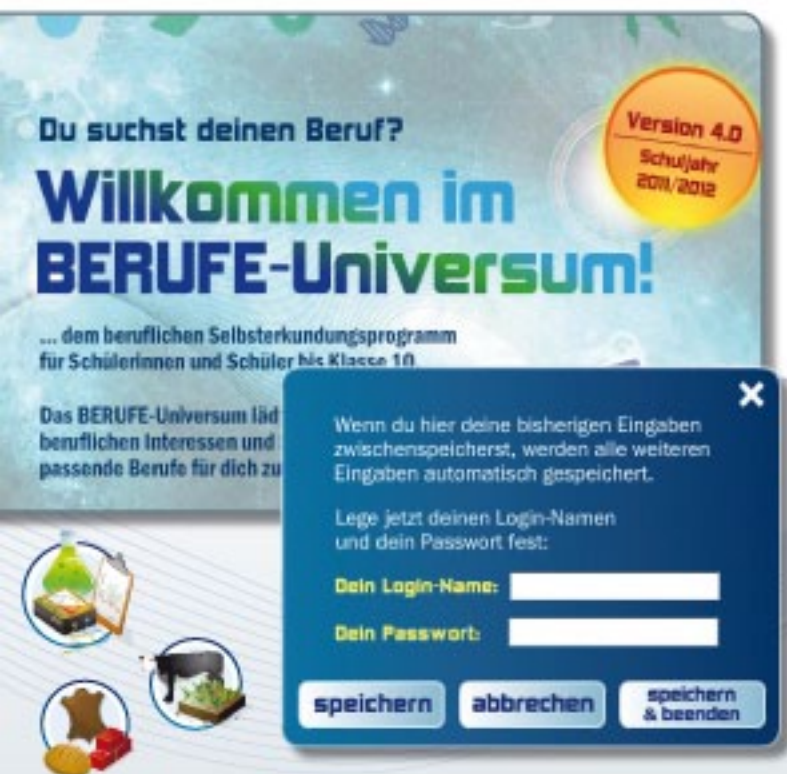 Du suchst deinen Beruf?
Version 4.0
Schuljahr
2011/2012
Willkommen im
BERUFE-Universum!
... dem beruflichen Selbsterkundungsprogramm
für Schülerinnen und Schüler bis Klasse 10.
Das BERUFE-Universum läd
beruflichen Interessen und
passende Berufe für dich zu
Wenn du hier deine bisherigen Eingaben
zwischenspeicherst, werden alle weiteren
Eingaben automatisch gespeichert.
Lege jetzt deinen Login-Namen
und dein Passwort fest:
Dein Login-Name:
Dein Passwort:
speichern
abbrechen
speichern
& beenden